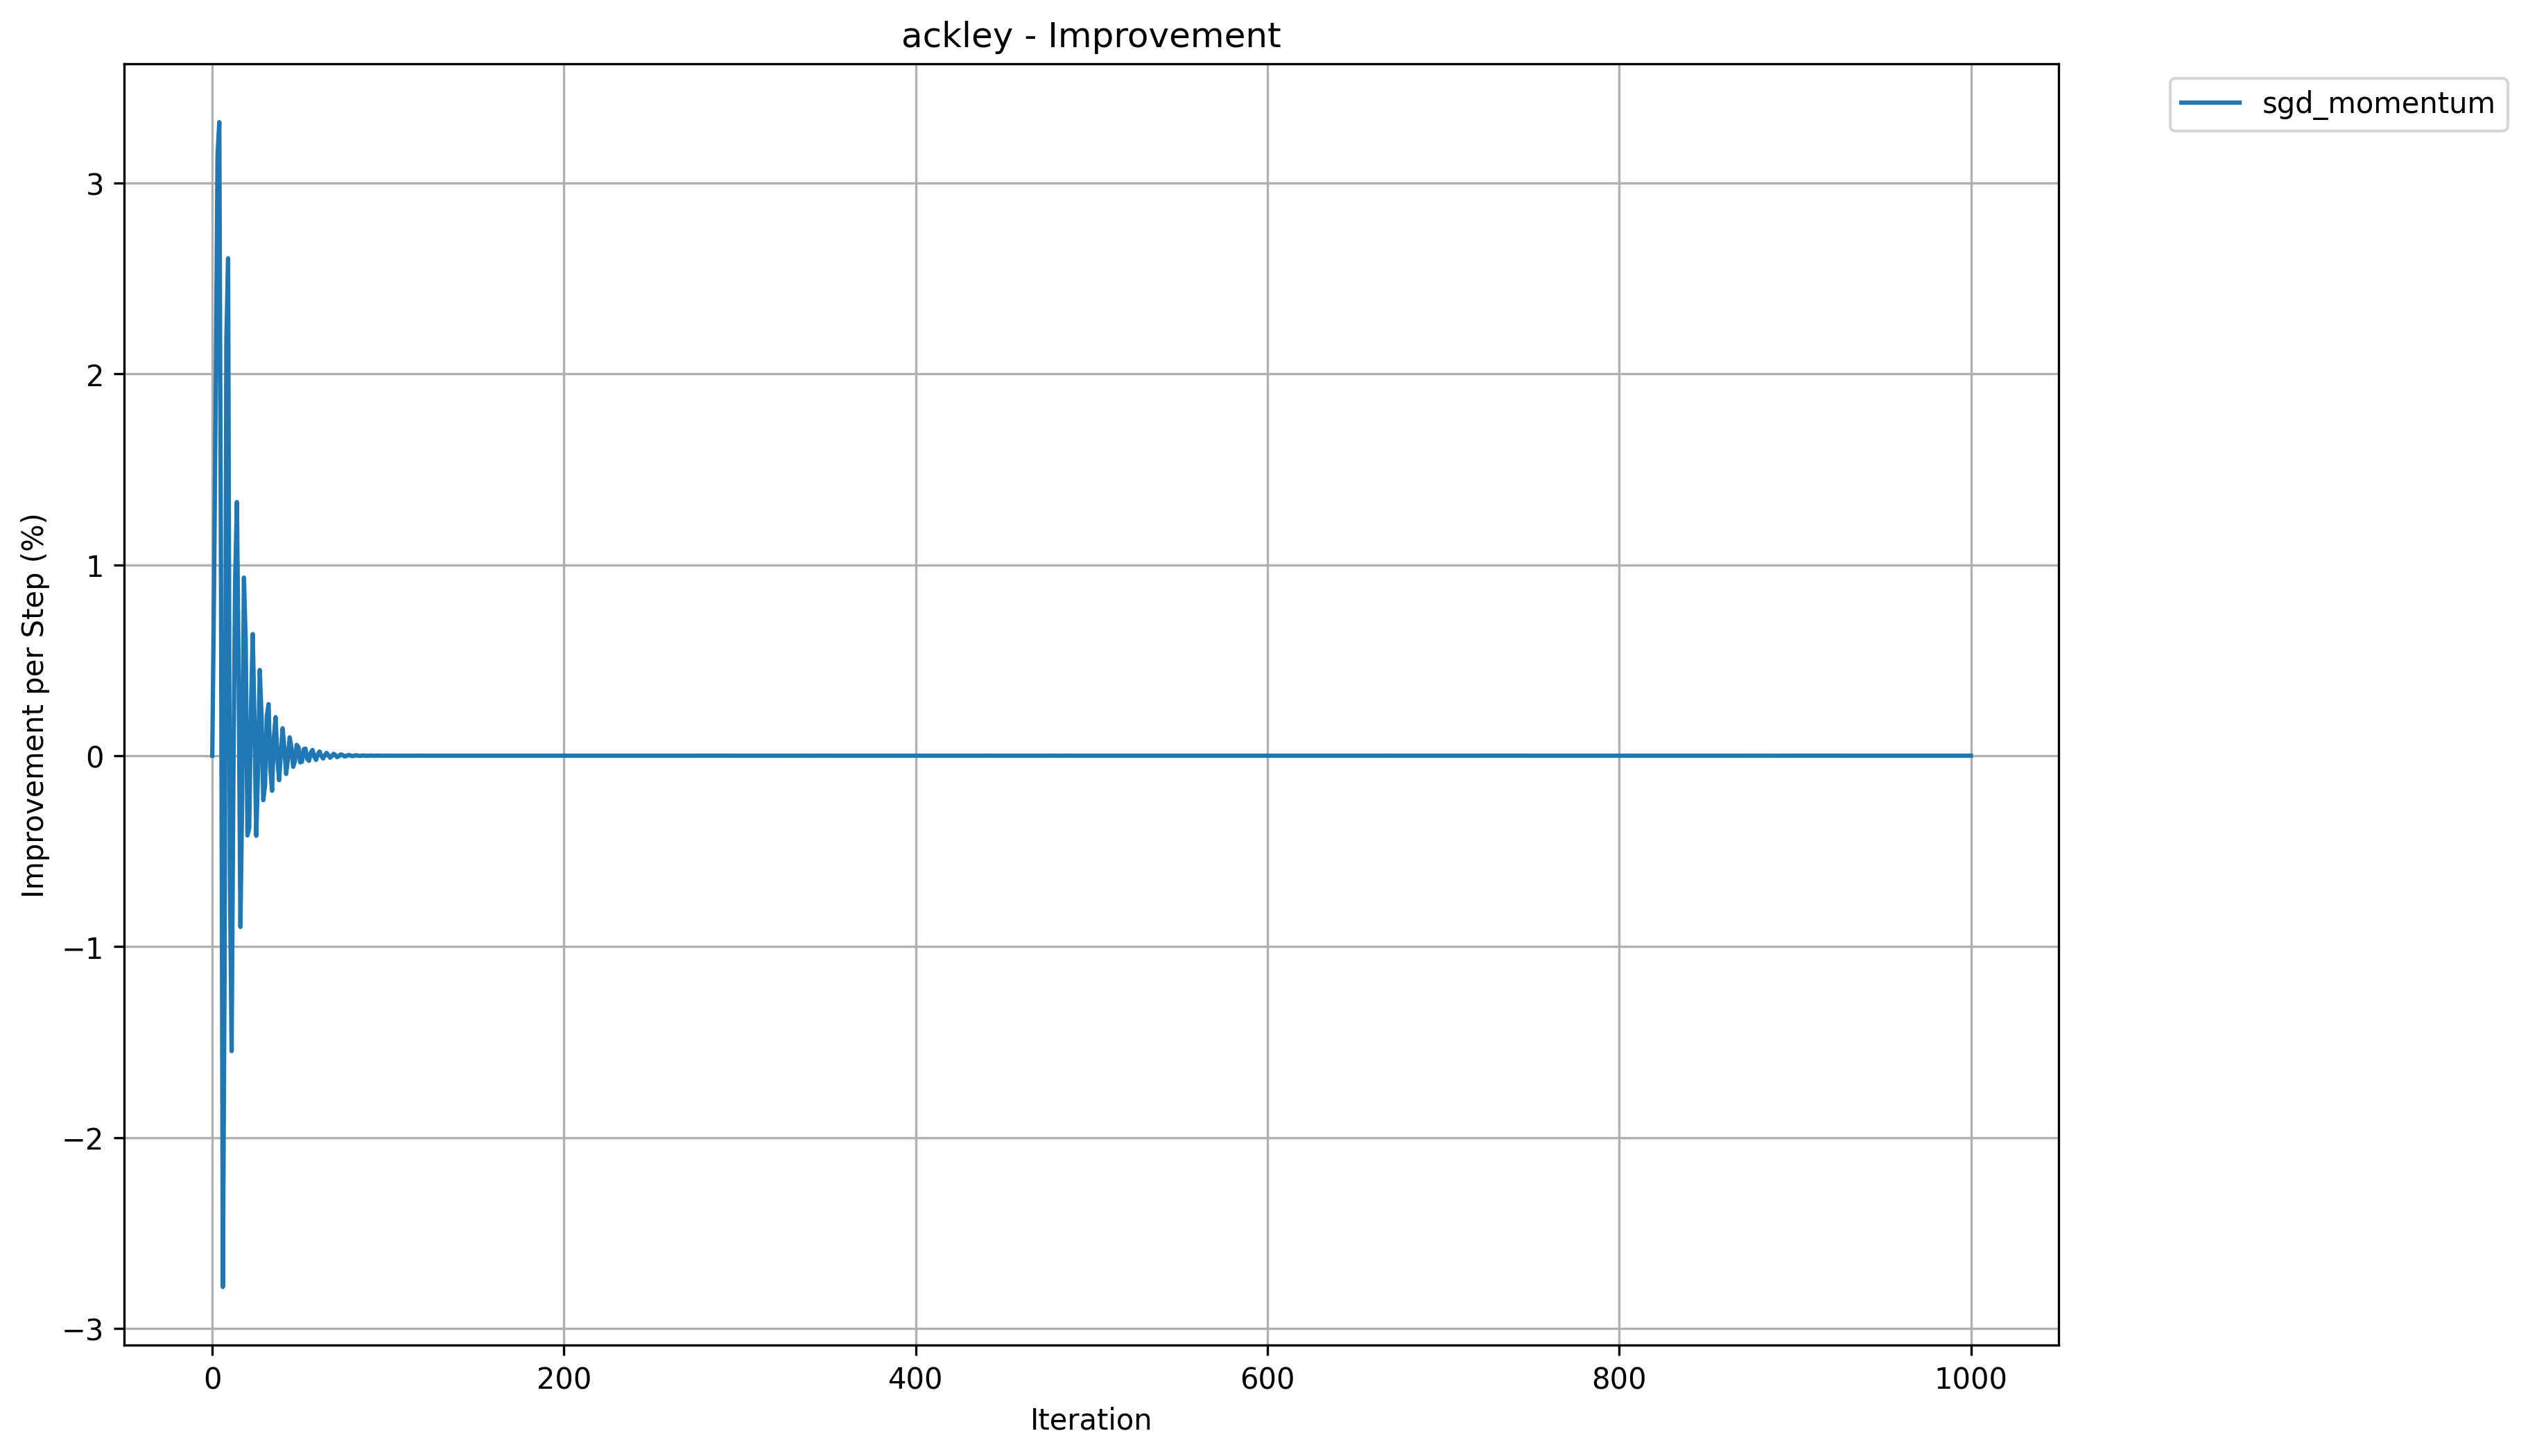 ackley - Improvement
sgd_momentum
Improvement per Step (%)
3
2
1
0
−1
−2
−3
0 200 400 600 800 1000
Iteration